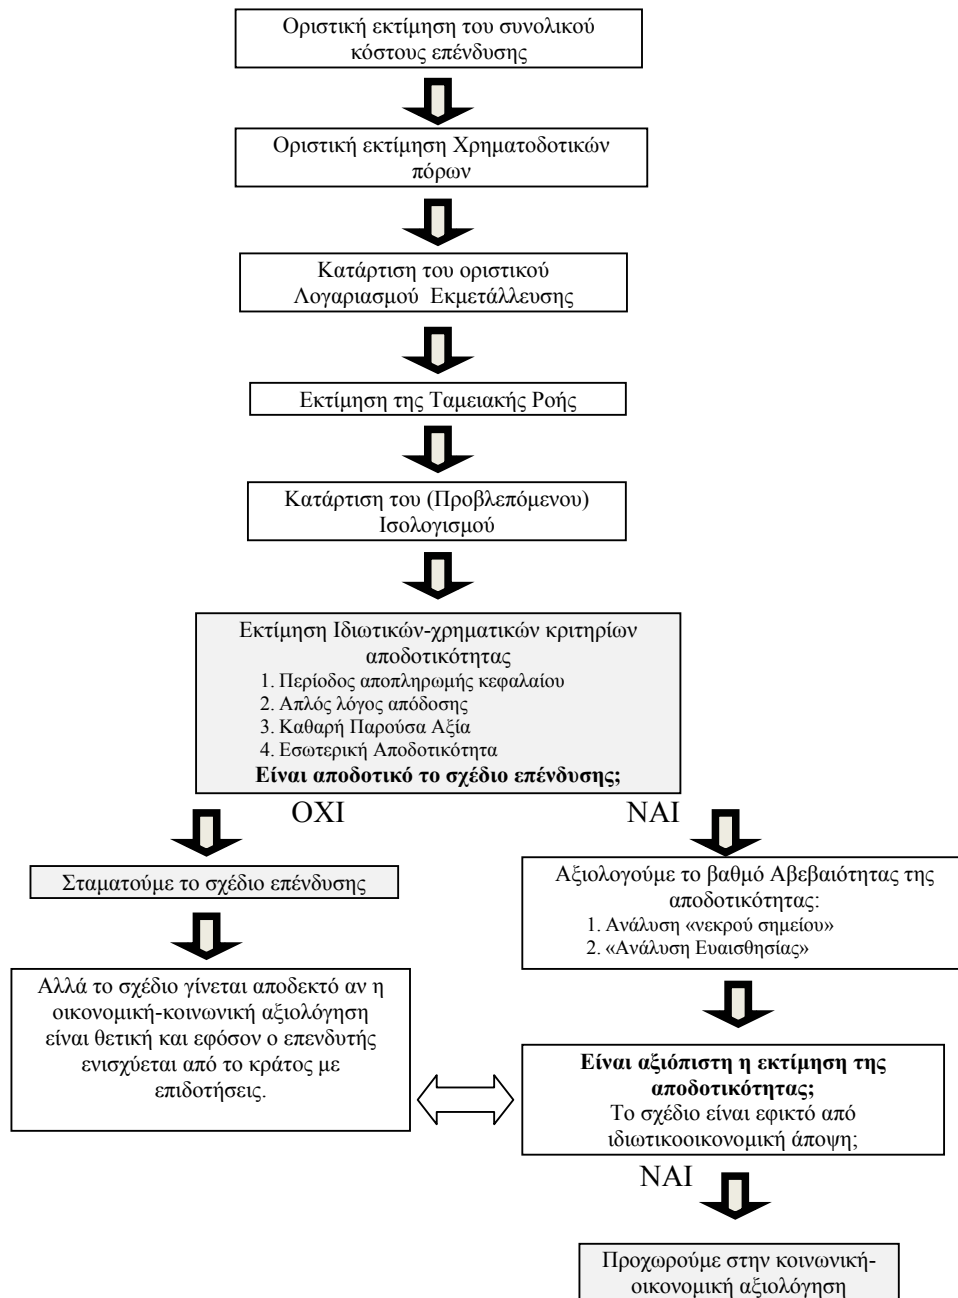 Οριστική εκτίμηση του συνολικού
κόστους επένδυσης
Οριστική εκτίμηση Χρηματοδοτικών
πόρων
Κατάρτιση του οριστικού
Λογαριασμού Εκμετάλλευσης
Εκτίμηση της Ταμειακής Ροής
Κατάρτιση του (Προβλεπόμενου)
Ισολογισμού
Εκτίμηση Ιδιωτικών-χρηματικών κριτηρίων
αποδοτικότητας
1. Περίοδος αποπληρωμής κεφαλαίου
2. Απλός λόγος απόδοσης
3. Καθαρή Παρούσα Αξία
4. Εσωτερική Αποδοτικότητα
Είναι αποδοτικό το σχέδιο επένδυσης;
ΟΧΙ
ΝΑΙ
Σταματούμε το σχέδιο επένδυσης
Αλλά το σχέδιο γίνεται αποδεκτό αν η
οικονομική-κοινωνική αξιολόγηση
είναι θετική και εφόσον ο επενδυτής
ενισχύεται από το κράτος με
επιδοτήσεις.
Αξιολογούμε το βαθμό Αβεβαιότητας της
αποδοτικότητας:
1. Ανάλυση «νεκρού σημείου»
2. «Ανάλυση Ευαισθησίας»
Είναι αξιόπιστη η εκτίμηση της
αποδοτικότητας;
Το σχέδιο είναι εφικτό από
ιδιωτικοοικονομική άποψη;
ΝΑΙ
Προχωρούμε στην κοινωνική-
οικονομική αξιολόγηση